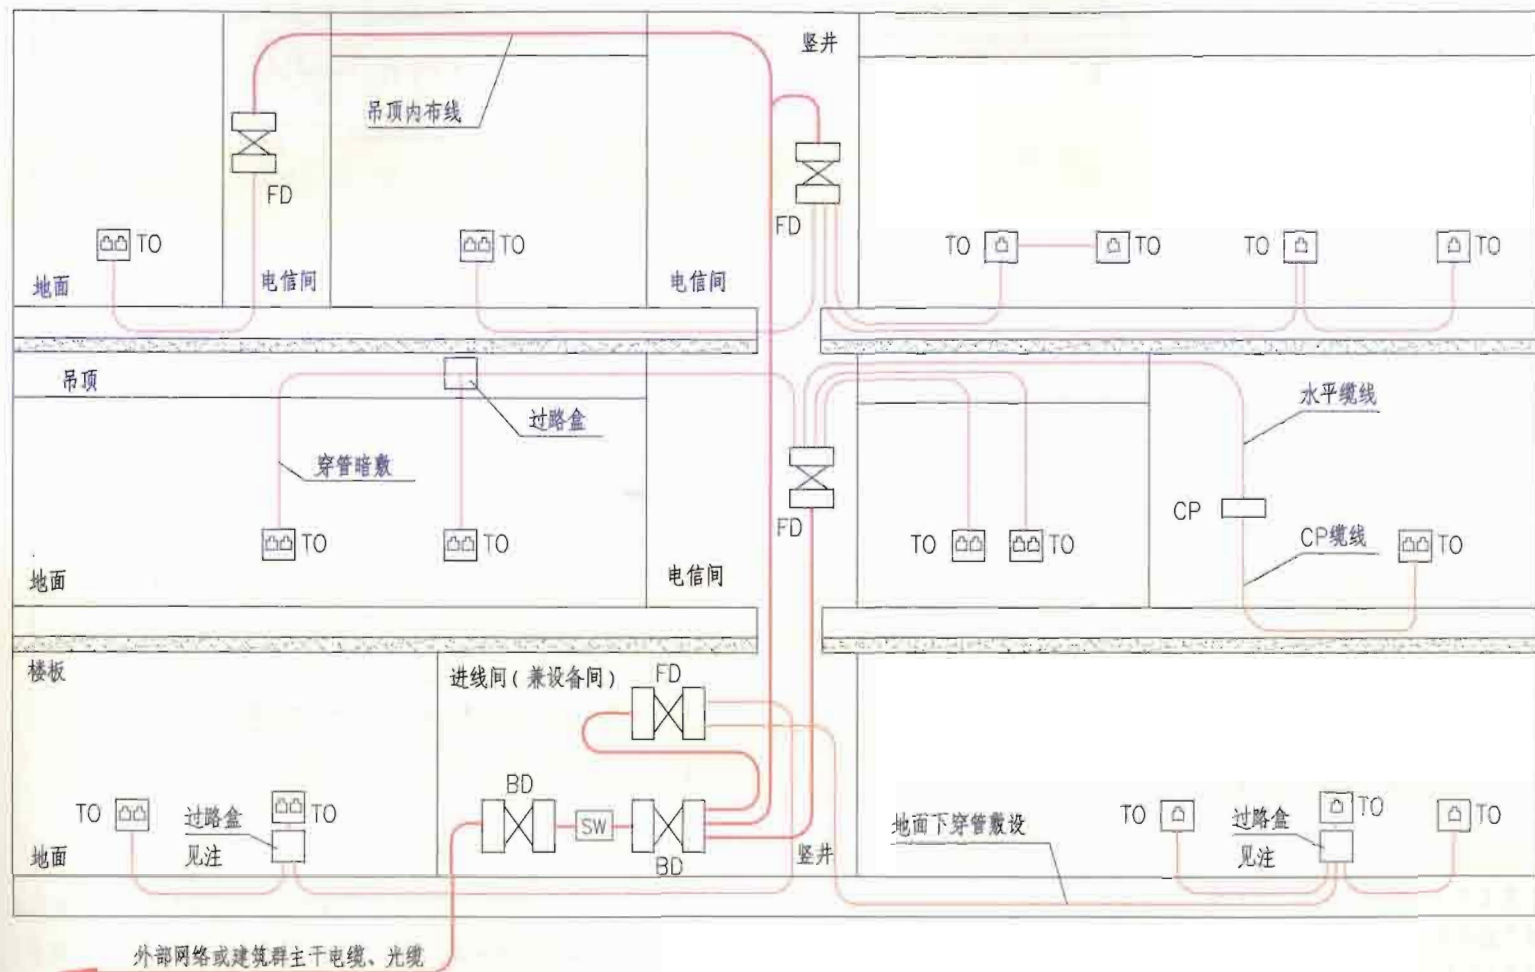 竖井
吊顶内布线
FD
FD
TO
TO
TO
TO
TO
TO
地面
电信间
电信间
吊顶
过路盒
水平缆线
穿管暗敷
CP
FD
TO
TO
TO
TO
CP缆线
TO
地面
电信间
楼板
进线间(兼设备间)
FD
BD
TO
TO
SW
TO
TO
TO
过路盒
见注
地面下穿管敷设
过路盒
见注
地面
BD
竖井
外部网络或建筑群主干电缆、光缆